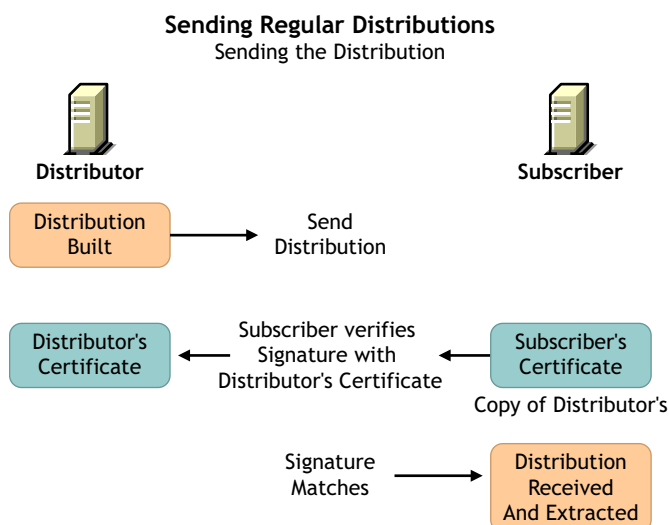 Sending Regular Distributions
Sending the Distribution
Distributor
Subscriber
Distribution
Built
Send
Distribution
Distributor's
Certificate
Subscriber verifies
Signature with
Distributor's Certificate
Subscriber's
Certificate
Copy of Distributor's
Signature
Matches
Distribution
Received
And Extracted